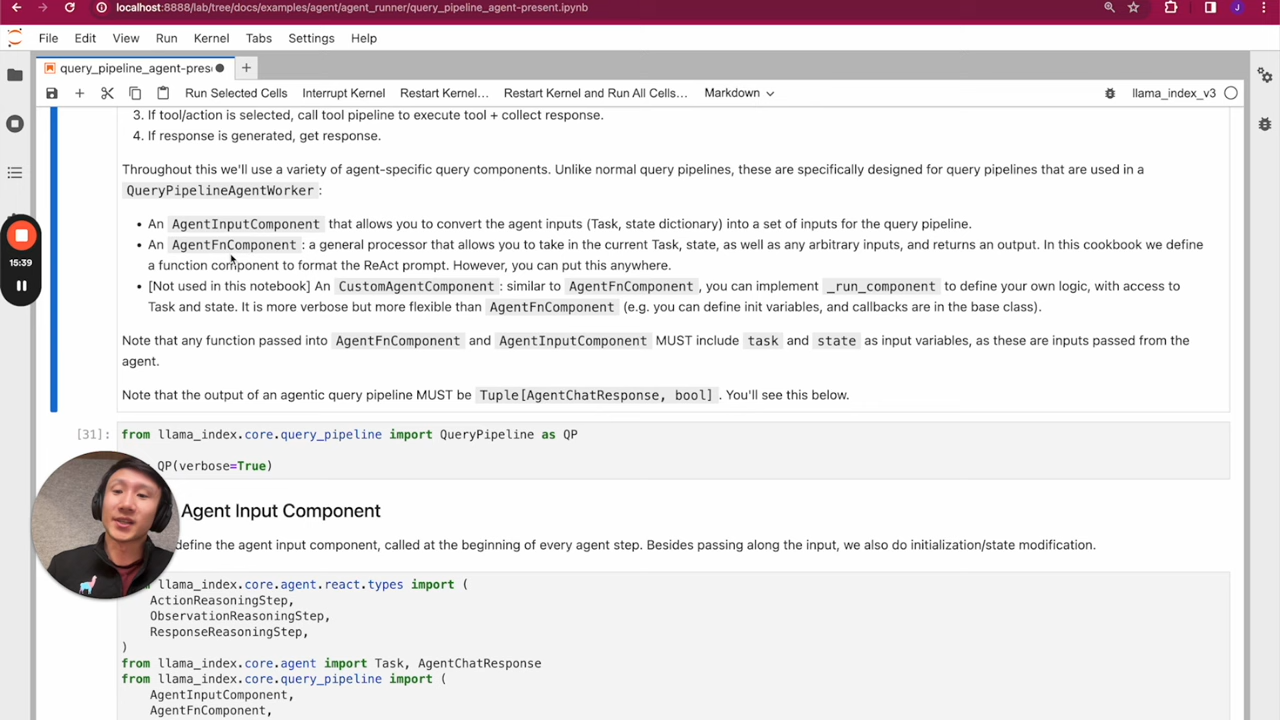 localhost:8888/lab/tree/docs/examples/agent/agent_runner/query_pipeline_agent-present.ipynb
J
File Edit View Run Kernel Tabs Settings Help
query_pipeline_agent-pres
Run Selected Cells Interrupt Kernel Restart Kernel… Restart Kernel and Run All Cells… Markdown llama_index_v3
3. If tool/action is selected, call tool pipeline to execute tool + collect response.
4. If response is generated, get response.
Throughout this we'll use a variety of agent-specific query components. Unlike normal query pipelines, these are specifically designed for query pipelines that are used in a
QueryPipelineAgentWorker :
• An AgentInputComponent that allows you to convert the agent inputs (Task, state dictionary) into a set of inputs for the query pipeline.
• An AgentFnComponent : a general processor that allows you to take in the current Task, state, as well as any arbitrary inputs, and returns an output. In this cookbook we define
a function component to format the ReAct prompt. However, you can put this anywhere.
• [Not used in this notebook] An CustomAgentComponent : similar to AgentFnComponent , you can implement _run_component to define your own logic, with access to
Task and state. It is more verbose but more flexible than AgentFnComponent (e.g. you can define init variables, and callbacks are in the base class).
Note that any function passed into AgentFnComponent and AgentInputComponent MUST include task and state as input variables, as these are inputs passed from the
agent.
Note that the output of an agentic query pipeline MUST be Tuple[AgentChatResponse, bool] . You'll see this below.
15:39
[31]: from llama_index.core.query_pipeline import QueryPipeline as QP
QP(verbose=True)
Agent Input Component
define the agent input component, called at the beginning of every agent step. Besides passing along the input, we also do initialization/state modification.
llama_index.core.agent.react.types import (
ActionReasoningStep,
ObservationReasoningStep,
ResponseReasoningStep,
)
from llama_index.core.agent import Task, AgentChatResponse
from llama_index.core.query_pipeline import (
AgentInputComponent,
AgentFnComponent,